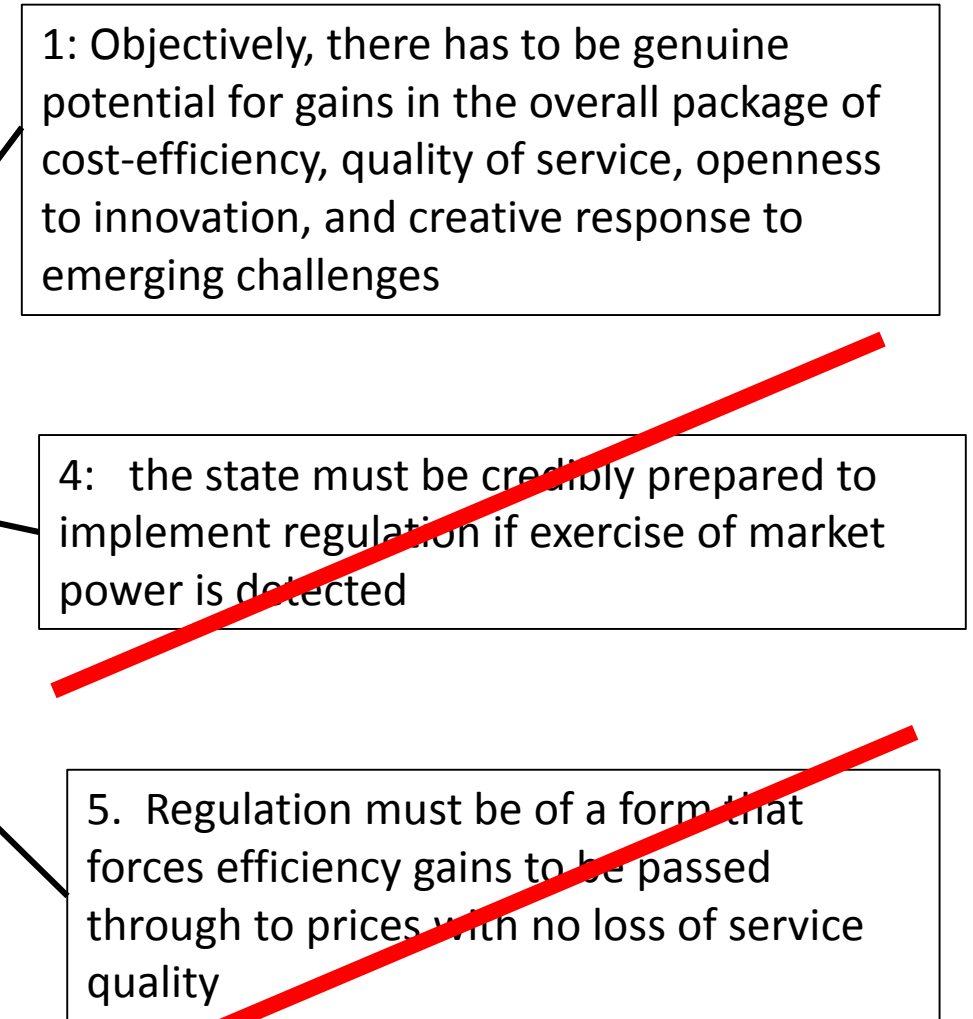 1: Objectively, there has to be genuine
potential for gains in the overall package of
cost-efficiency, quality of service, openness
to innovation, and creative response to
emerging challenges
4: the state must be credibly prepared to
implement regulation if exercise of market
power is detected
5. Regulation must be of a form that
forces efficiency gains to be passed
through to prices with no loss of service
quality